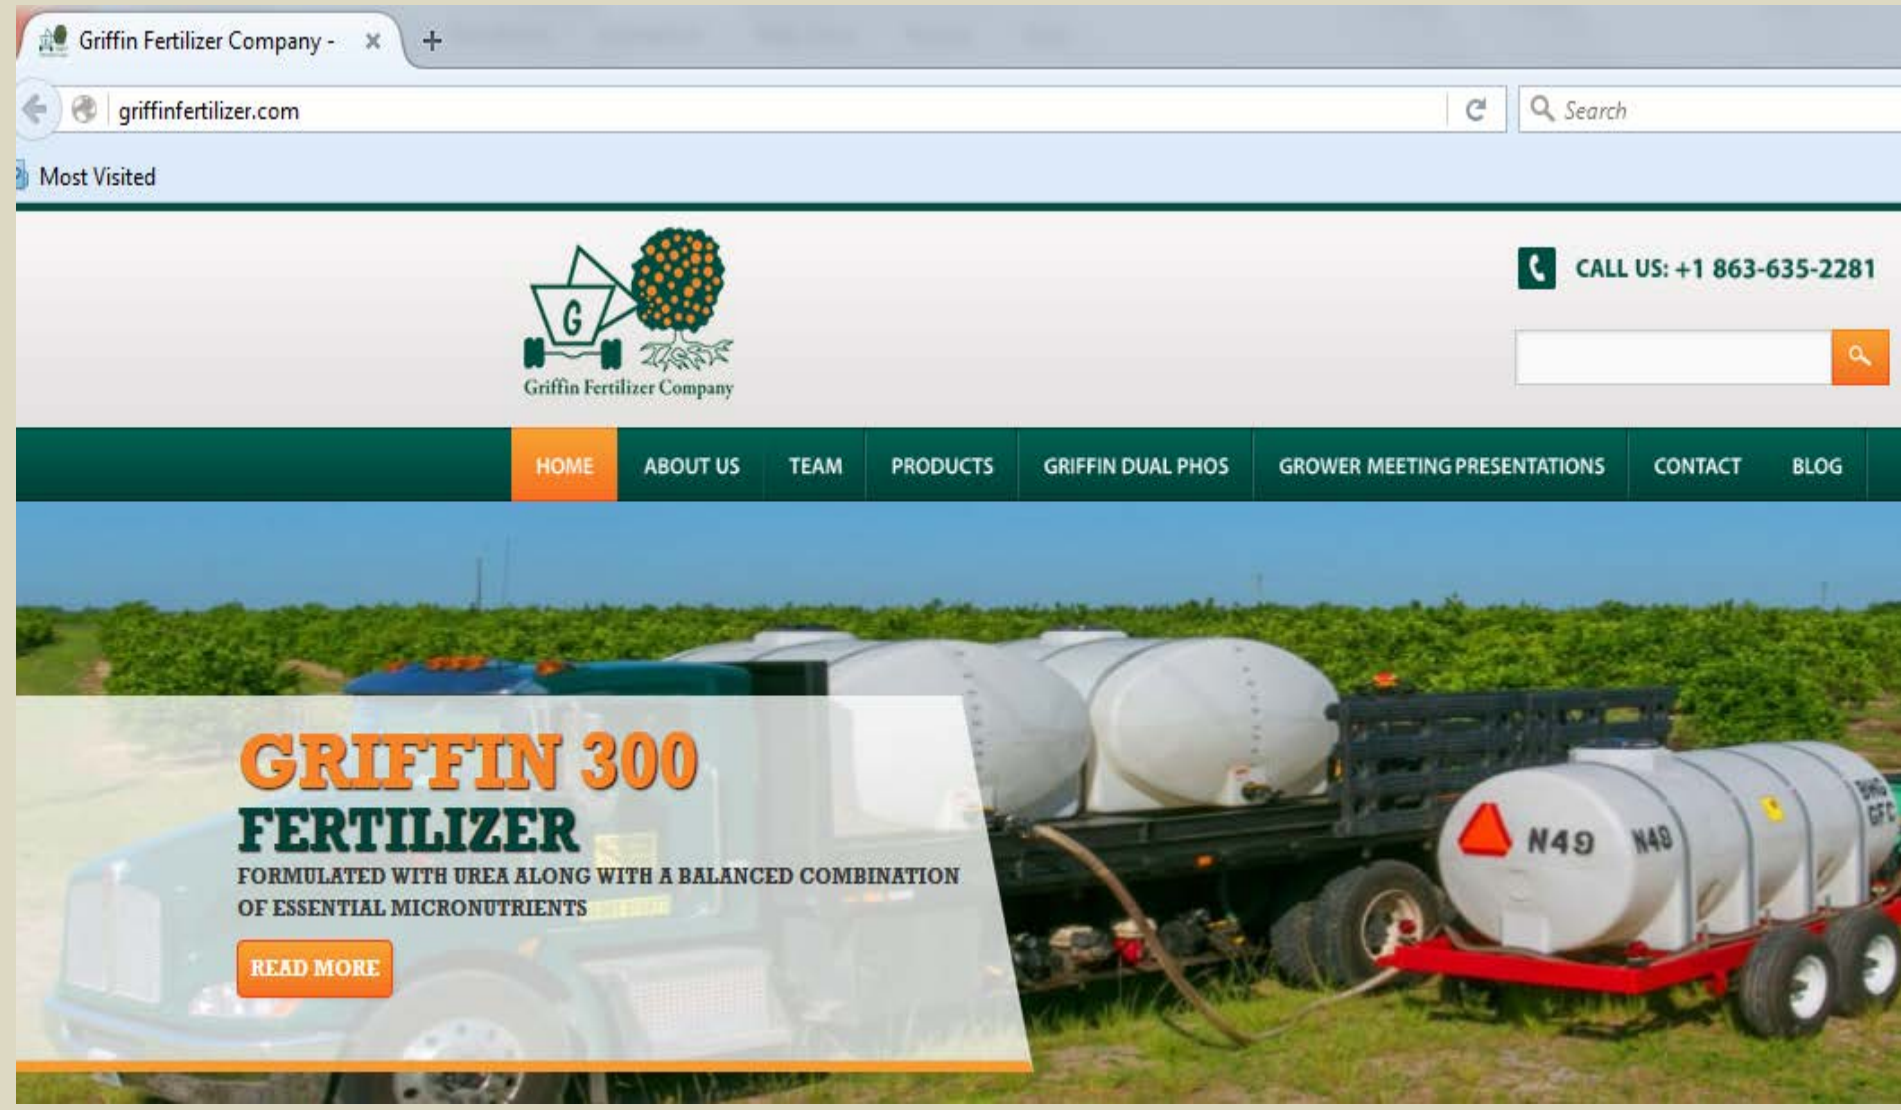 Griffin Fertilizer Company -
griffinfertilizer.com
Search
Most Visited
G
Griffin Fertilizer Company
CALL US: +1 863-635-2281
HOME ABOUT US TEAM PRODUCTS GRIFFIN DUAL PHOS GROWER MEETING PRESENTATIONS CONTACT BLOG
GRIFFIN 300
FERTILIZER
FORMULATED WITH UREA ALONG WITH A BALANCED COMBINATION
OF ESSENTIAL MICRONUTRIENTS
READ MORE
N49 N49
BHG
GFC